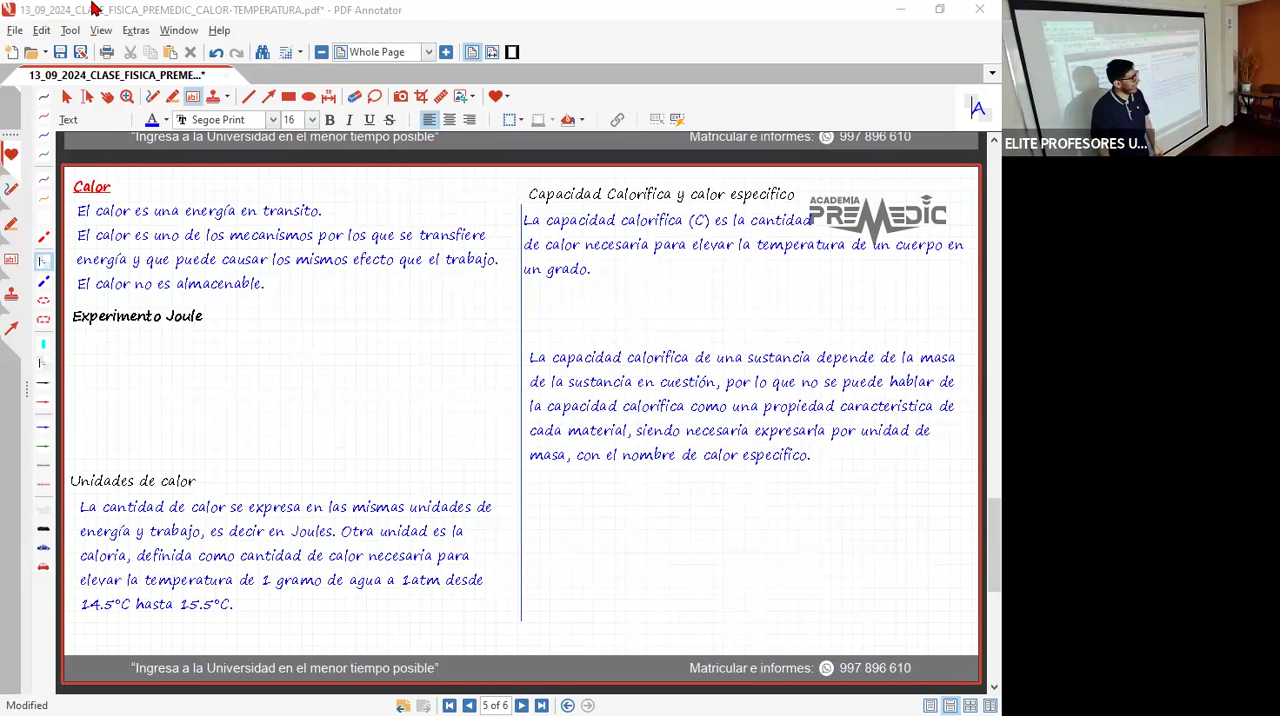 13_09_2024_CLASE_FISICA_PREMEDIC_CALOR-TEMPERATURA.pdf* - PDF Annotator
File Edit Tool View Extras Window Help
Whole Page
13_09_2024_CLASE_FISICA_PREME...*
Text
A
Segoe Print
16
B I U S
A
"Ingresa a la Universidad en el menor tiempo posible"
Matricular e informes: 997 896 610
Calor
El calor es una energía en transito.
El calor es uno de los mecanismos por los que se transfiere
energía y que puede causar los mismos efecto que el trabajo.
El calor no es almacenable.
Experimento Joule
Unidades de calor
La cantidad de calor se expresa en las mismas unidades de
energía y trabajo, es decir en Joules. Otra unidad es la
caloria, definida como cantidad de calor necesaria para
elevar la temperatura de 1 gramo de agua a 1atm desde
14.5°C hasta 15.5°C.
Capacidad Calorifica y calor especifico
ACADEMIA
PREMEDIC
La capacidad calorifica (C) es la cantidad
de calor necesaria para elevar la temperatura de un cuerpo en
un grado.
La capacidad calorifica de una sustancia depende de la masa
de la sustancia en cuestión, por lo que no se puede hablar de
la capacidad calorifica como una propiedad caracteristica de
cada material, siendo necesaria expresarla por unidad de
masa, con el nombre de calor especifico.
"Ingresa a la Universidad en el menor tiempo posible"
Matricular e informes: 997 896 610
Modified
5 of 6
ELITE PROFESORES U...